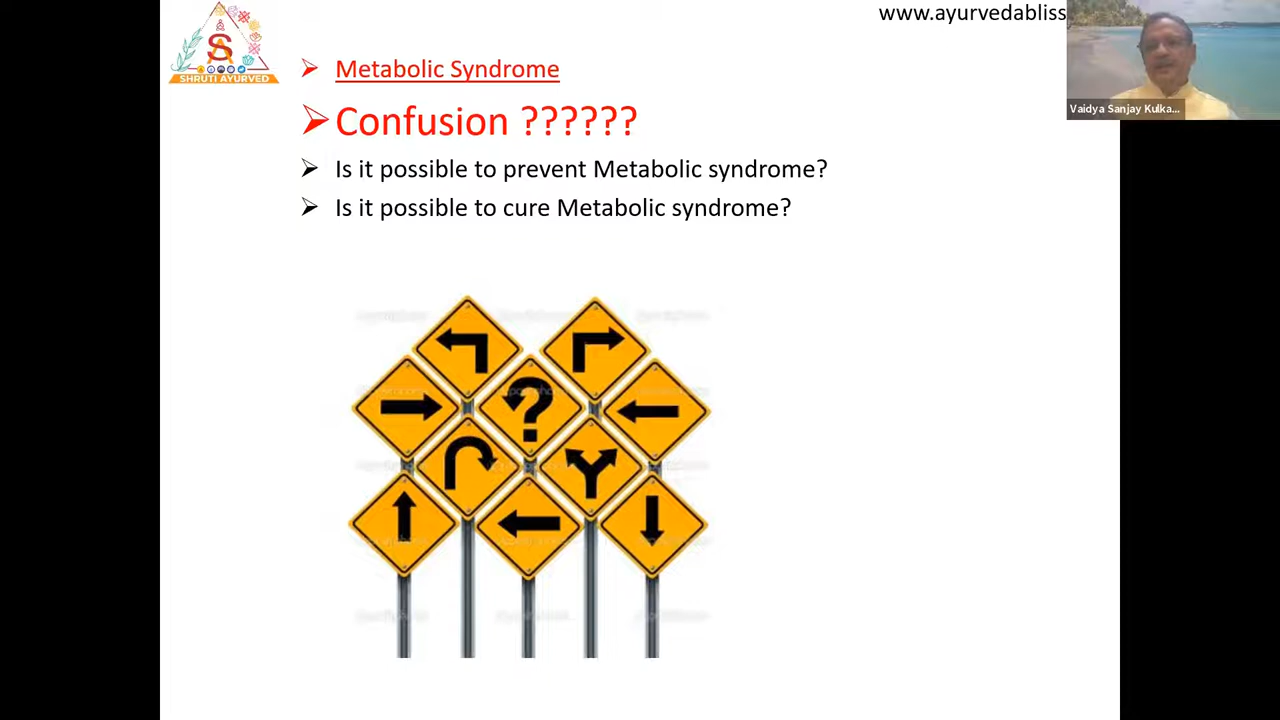 www.ayurvedabliss
SHRUTI AYURVED
Vaidya Sanjay Kulka...
Metabolic Syndrome
Confusion ??????
Is it possible to prevent Metabolic syndrome?
Is it possible to cure Metabolic syndrome?
?